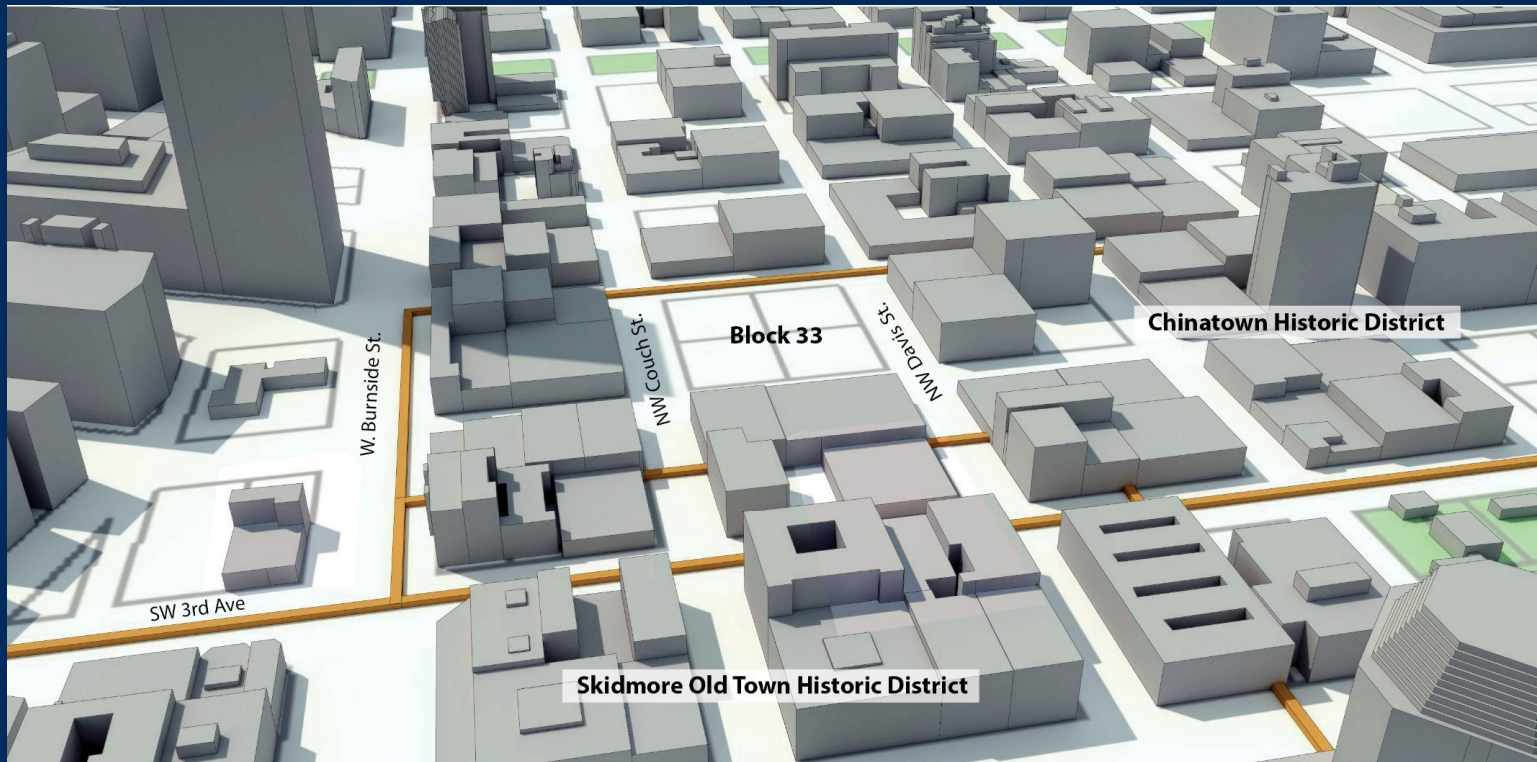 Block 33
Chinatown Historic District
W. Burnside St.
NW Couch St.
NW Davis St.
SW 3rd Ave
Skidmore Old Town Historic District